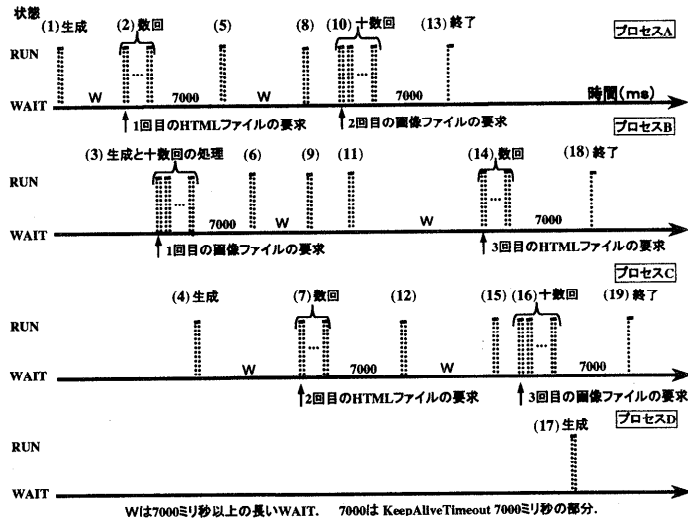 状態
(1)生成 (2)数回 (5) (8) (10)十数回 (13)終了 プロセスA
RUN
... ...
W 7000 W 7000 時間(ms)
WAIT
1回目のHTMLファイルの要求 2回目の画像ファイルの要求
プロセスB
(3) 生成と十数回の処理 (6) (9) (11) (14) 数回 (18) 終了
RUN
... ...
7000 W W 7000
WAIT
1回目の画像ファイルの要求 3回目のHTMLファイルの要求
プロセスC
(4) 生成 (7)数回 (12) (15) (16)十数回 (19) 終了
RUN
... ...
W 7000 W 7000
WAIT
2回目のHTMLファイルの要求 3回目の画像ファイルの要求
プロセスD
(17)生成
RUN
WAIT
Wは7000ミリ秒以上の長いWAIT. 7000は KeepAliveTimeout 7000ミリ秒の部分.